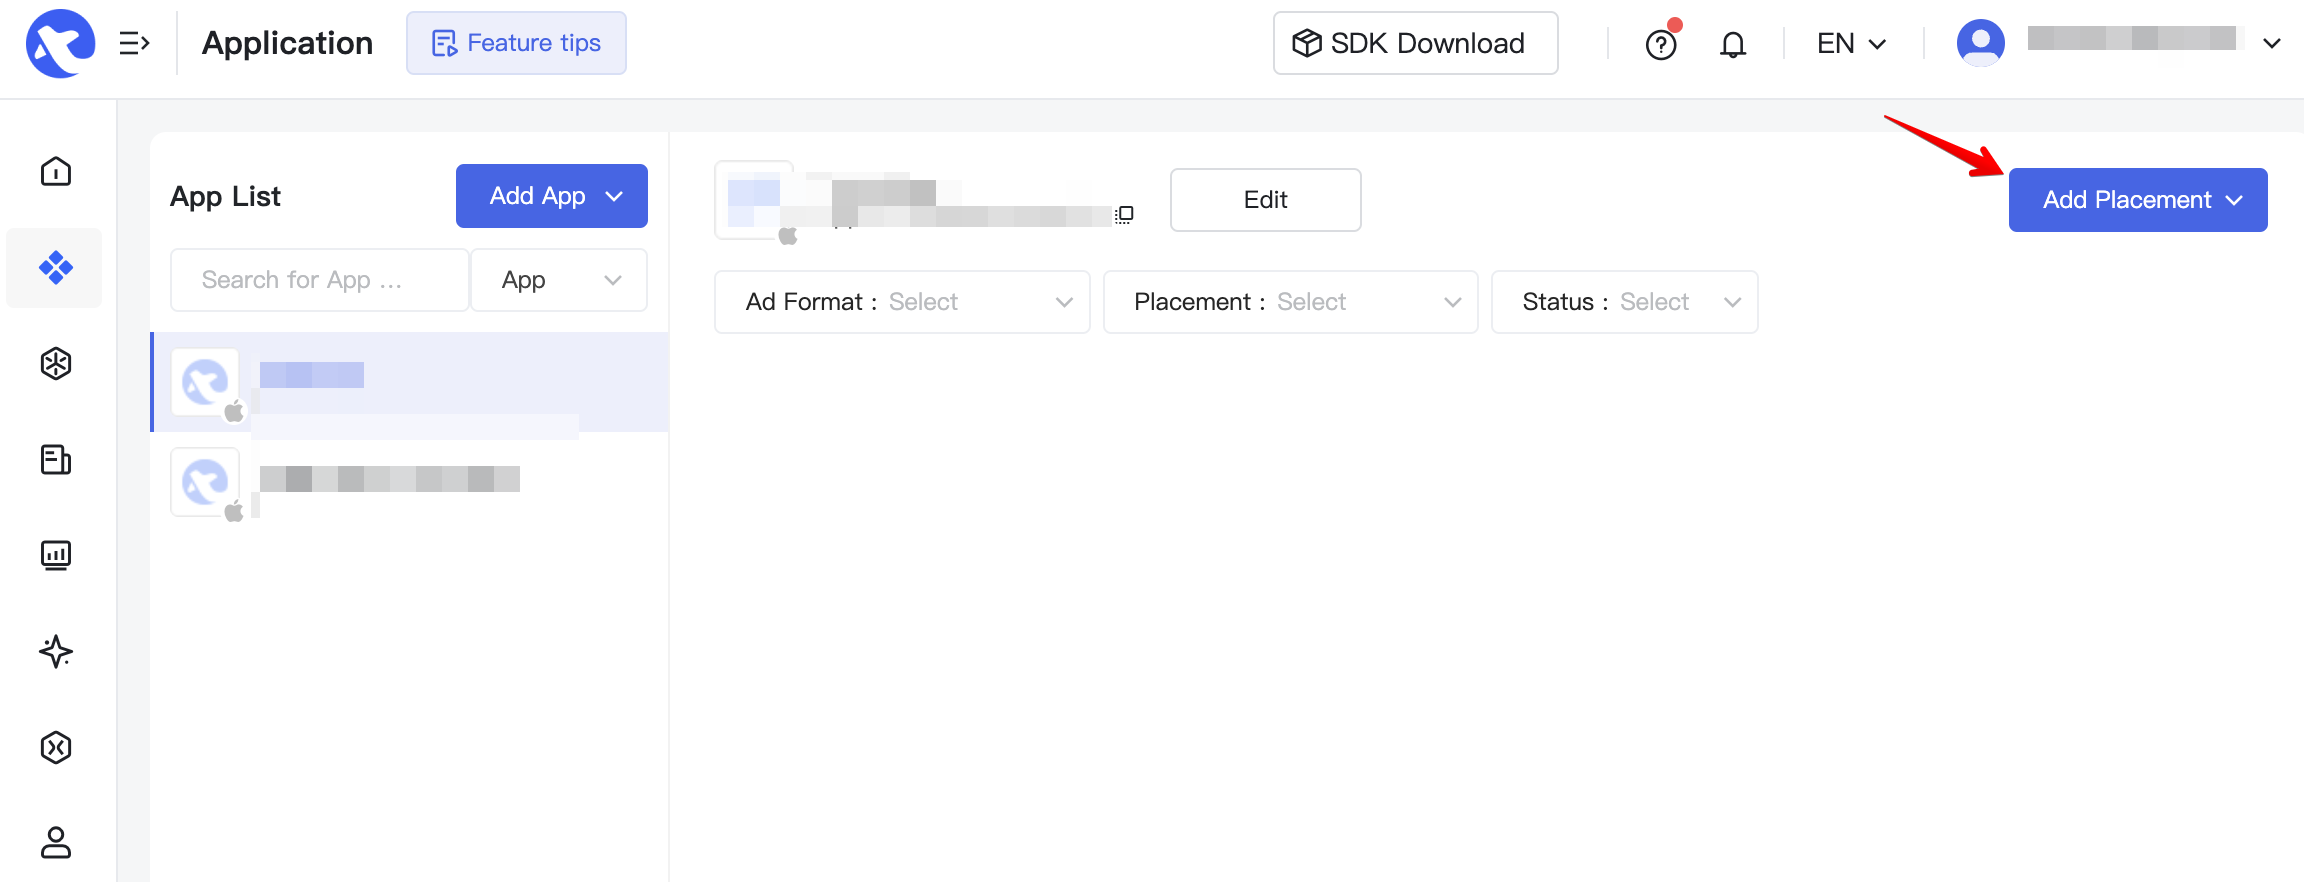 Application
Feature tips
SDK Download
EN
App List
Add App
Edit
Add Placement
Search for App ...
App
Ad Format : Select
Placement : Select
Status : Select